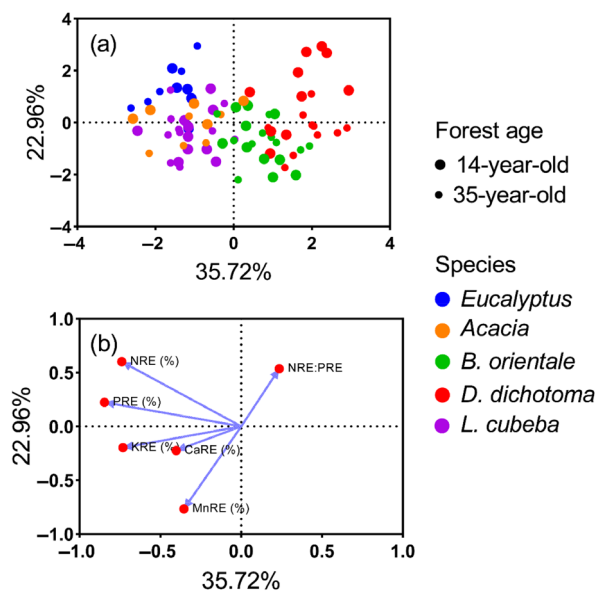 (a)
4
2
0
−2
−4
22.96%
−4
−2
0
2
4
35.72%
Forest age
14-year-old
35-year-old
Species
Eucalyptus
Acacia
B. orientale
D. dichotoma
L. cubeba
(b)
1.0
0.5
0.0
−0.5
−1.0
22.96%
NRE (%)
NRE:PRE
PRE (%)
KRE (%)
CaRE (%)
MnRE (%)
−1.0
−0.5
0.0
0.5
1.0
35.72%